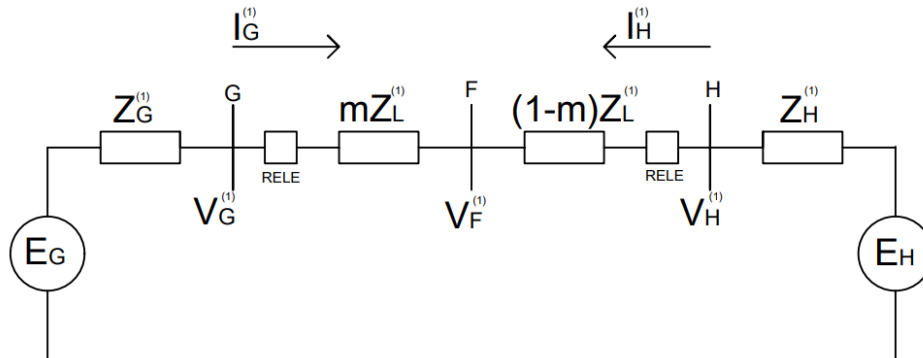 I_G^(1)
I_H^(1)
Z_G^(1)
G
mZ_L^(1)
F
(1-m)Z_L^(1)
H
Z_H^(1)
RELE
RELE
V_G^(1)
V_F^(1)
V_H^(1)
E_G
E_H